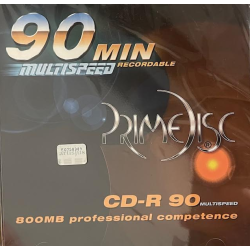 90 MIN
MULTISPEED RECORDABLE
PRIMEDISC
CD-R 90 MULTISPEED
800MB professional competence